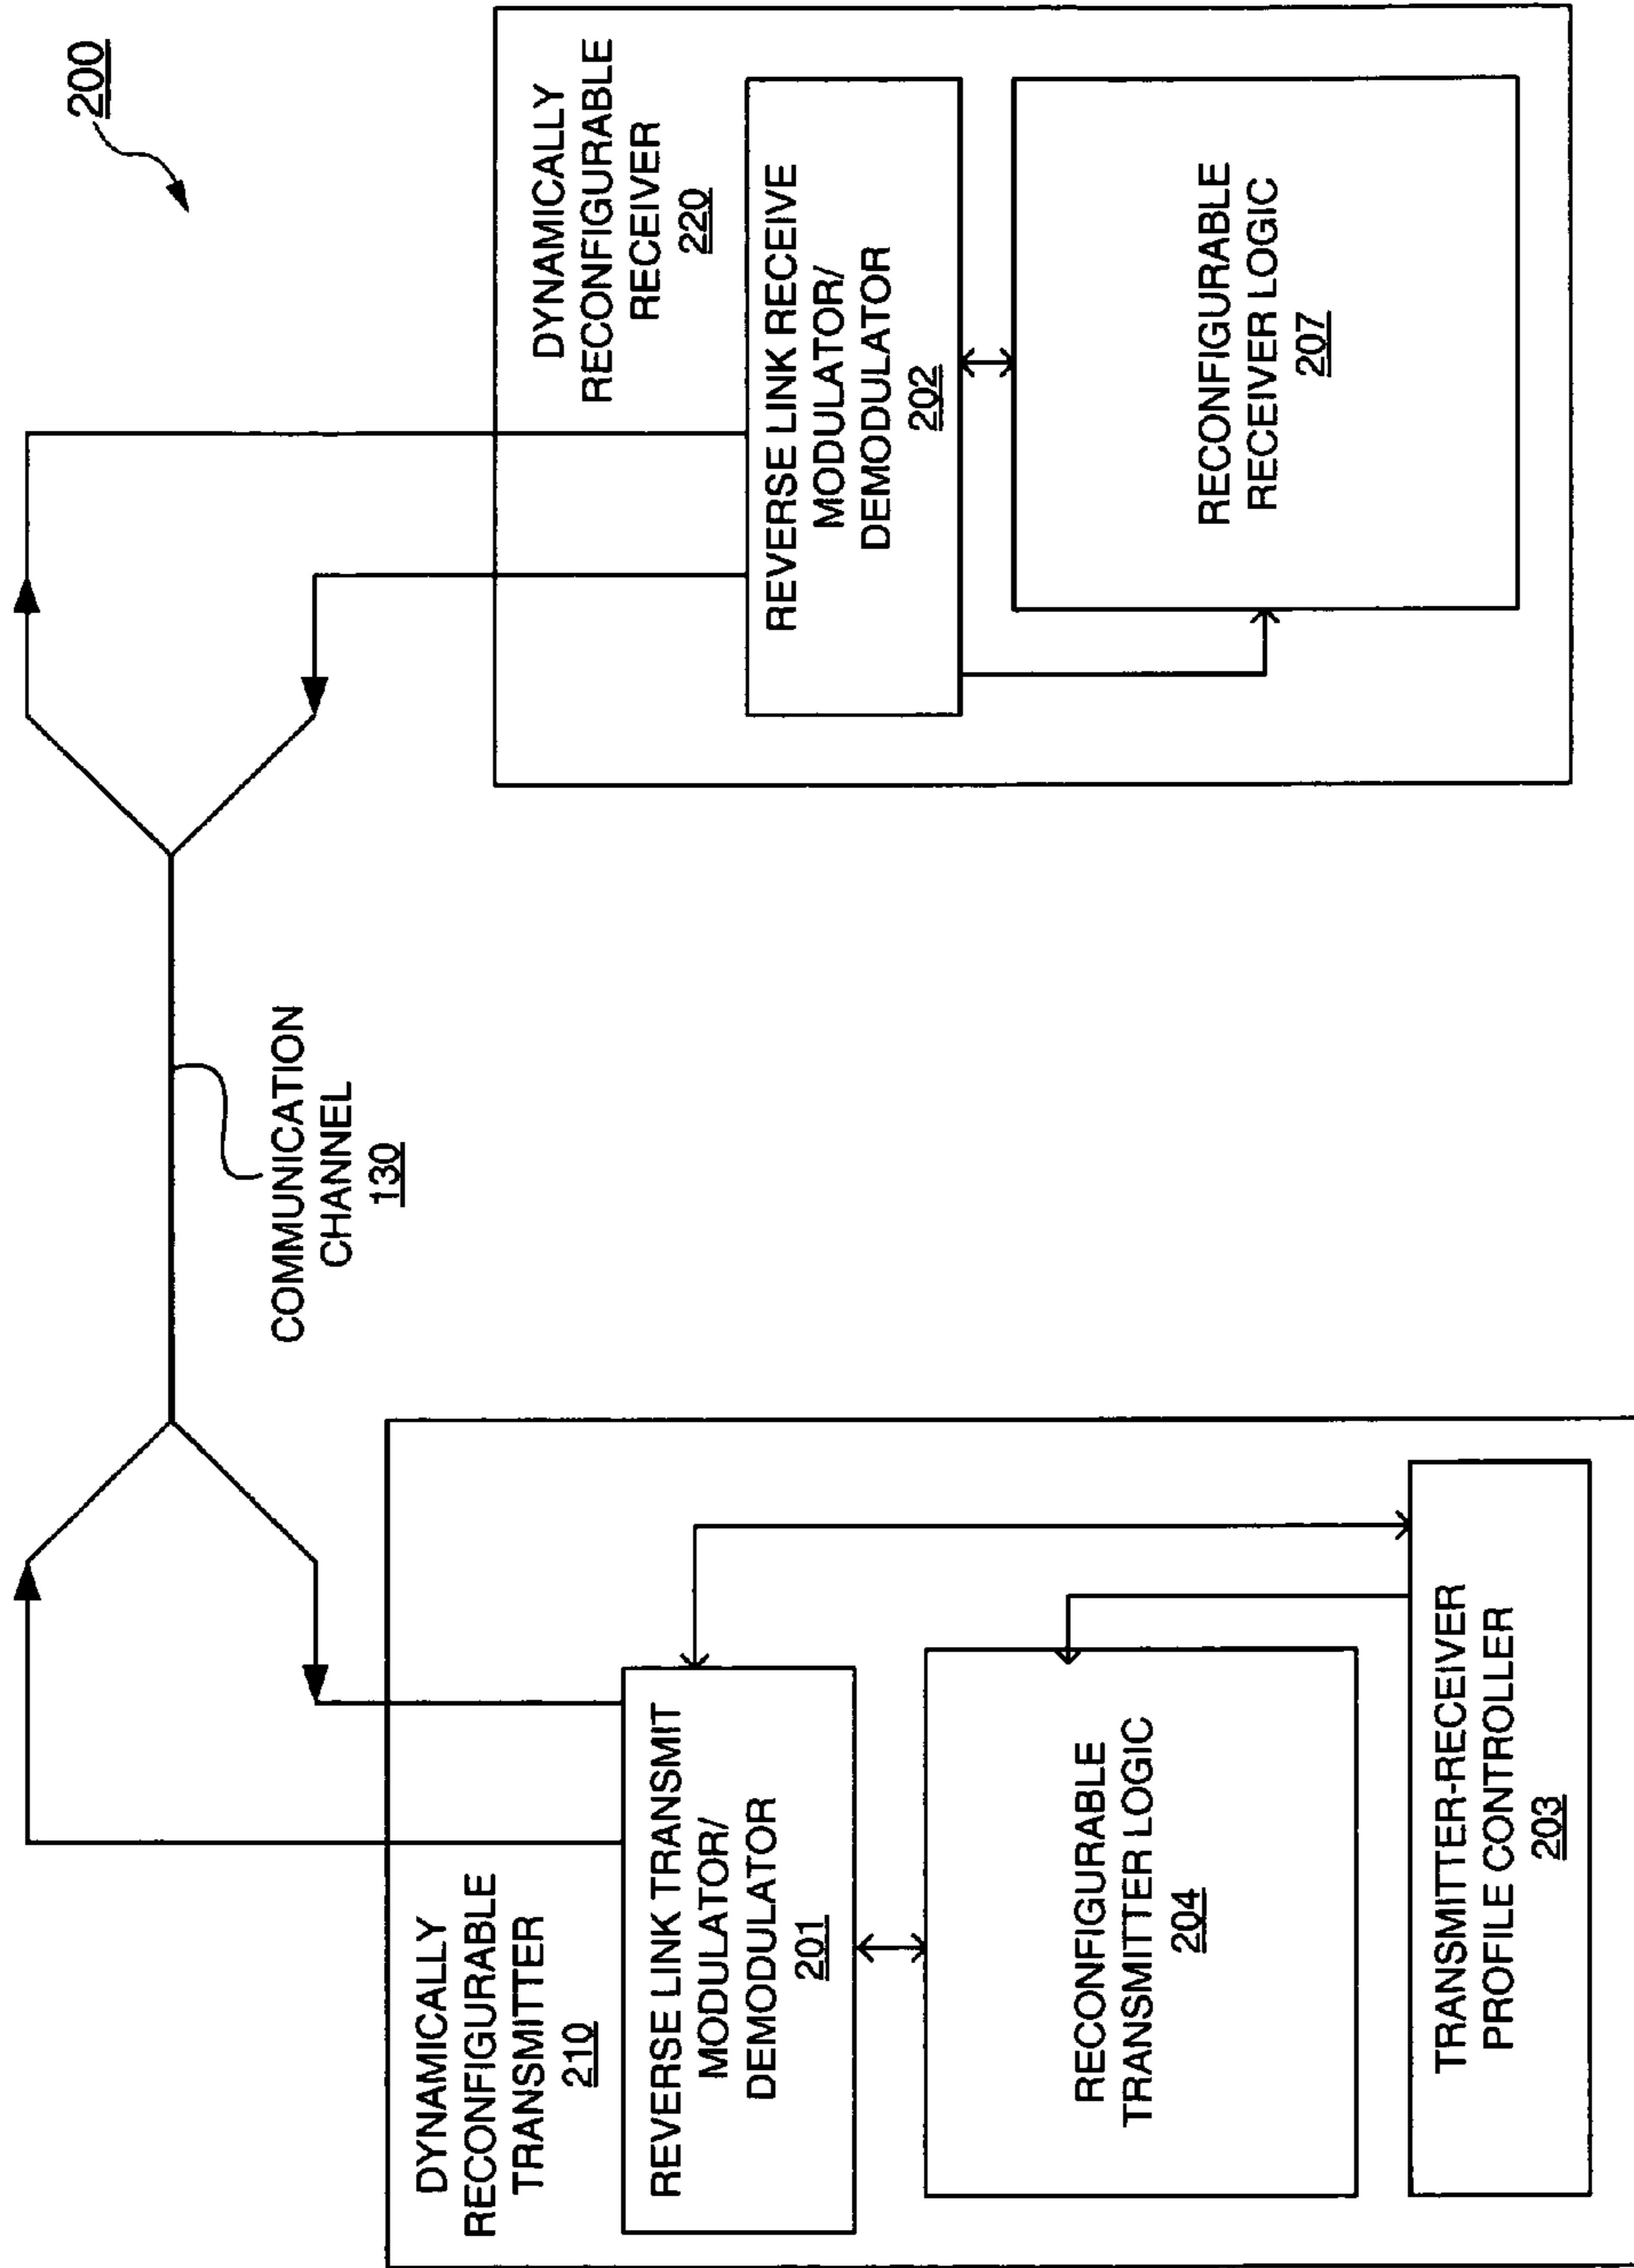 200
COMMUNICATION
CHANNEL
130
DYNAMICALLY
RECONFIGURABLE
TRANSMITTER
210
REVERSE LINK TRANSMIT
MODULATOR/
DEMODULATOR
201
RECONFIGURABLE
TRANSMITTER LOGIC
204
TRANSMITTER-RECEIVER
PROFILE CONTROLLER
203
DYNAMICALLY
RECONFIGURABLE
RECEIVER
220
REVERSE LINK RECEIVE
MODULATOR/
DEMODULATOR
202
RECONFIGURABLE
RECEIVER LOGIC
207